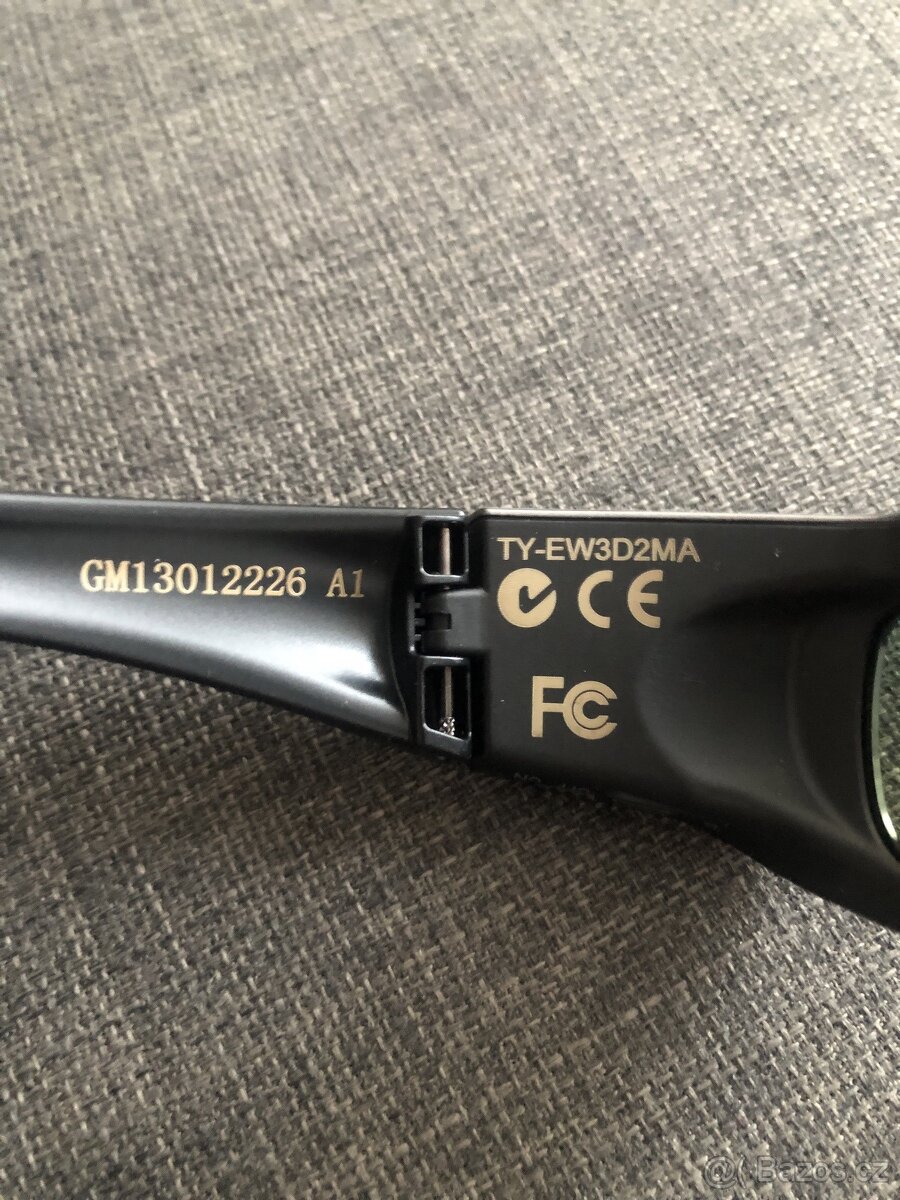 GM13012226 A1
TY-EW3D2MA
CE
FC
@( Bazos.cz